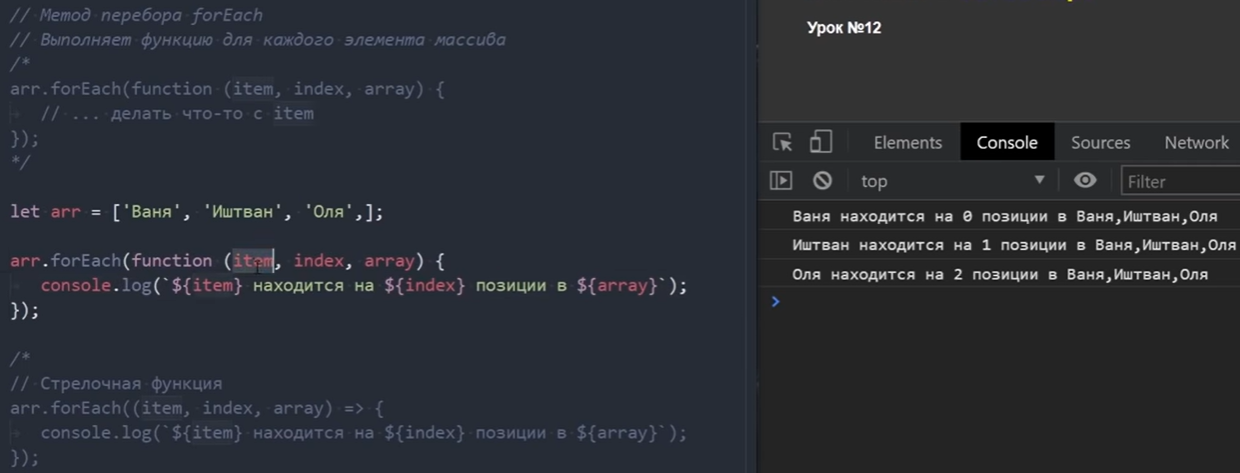 // Метод перебора forEach
// Выполняет функцию для каждого элемента массива
/*
arr.forEach(function (item, index, array) {
// ... делать что-то с item
});
*/
let arr = ['Ваня', 'Иштван', 'Оля',];
arr.forEach(function (item, index, array) {
console.log(`${item} находится на ${index} позиции в ${array}`);
});
/*
// Стрелочная функция
arr.forEach((item, index, array) => {
console.log(`${item} находится на ${index} позиции в ${array}`);
});
Урок №12
Elements Console Sources Network
top Filter
Ваня находится на 0 позиции в Ваня,Иштван,Оля
Иштван находится на 1 позиции в Ваня,Иштван,Оля
Оля находится на 2 позиции в Ваня,Иштван,Оля
>